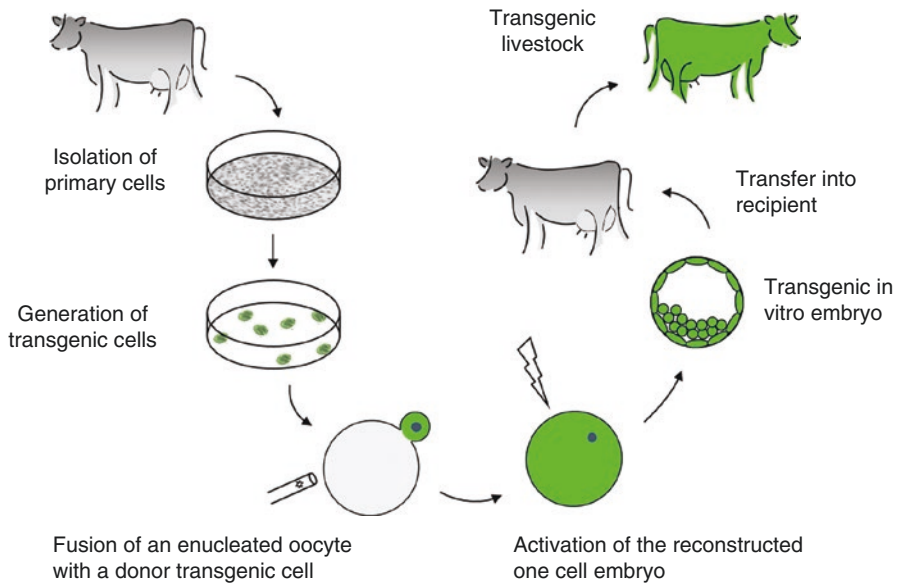 Isolation of
primary cells
Generation of
transgenic cells
Fusion of an enucleated oocyte
with a donor transgenic cell
Activation of the reconstructed
one cell embryo
Transgenic in
vitro embryo
Transfer into
recipient
Transgenic
livestock